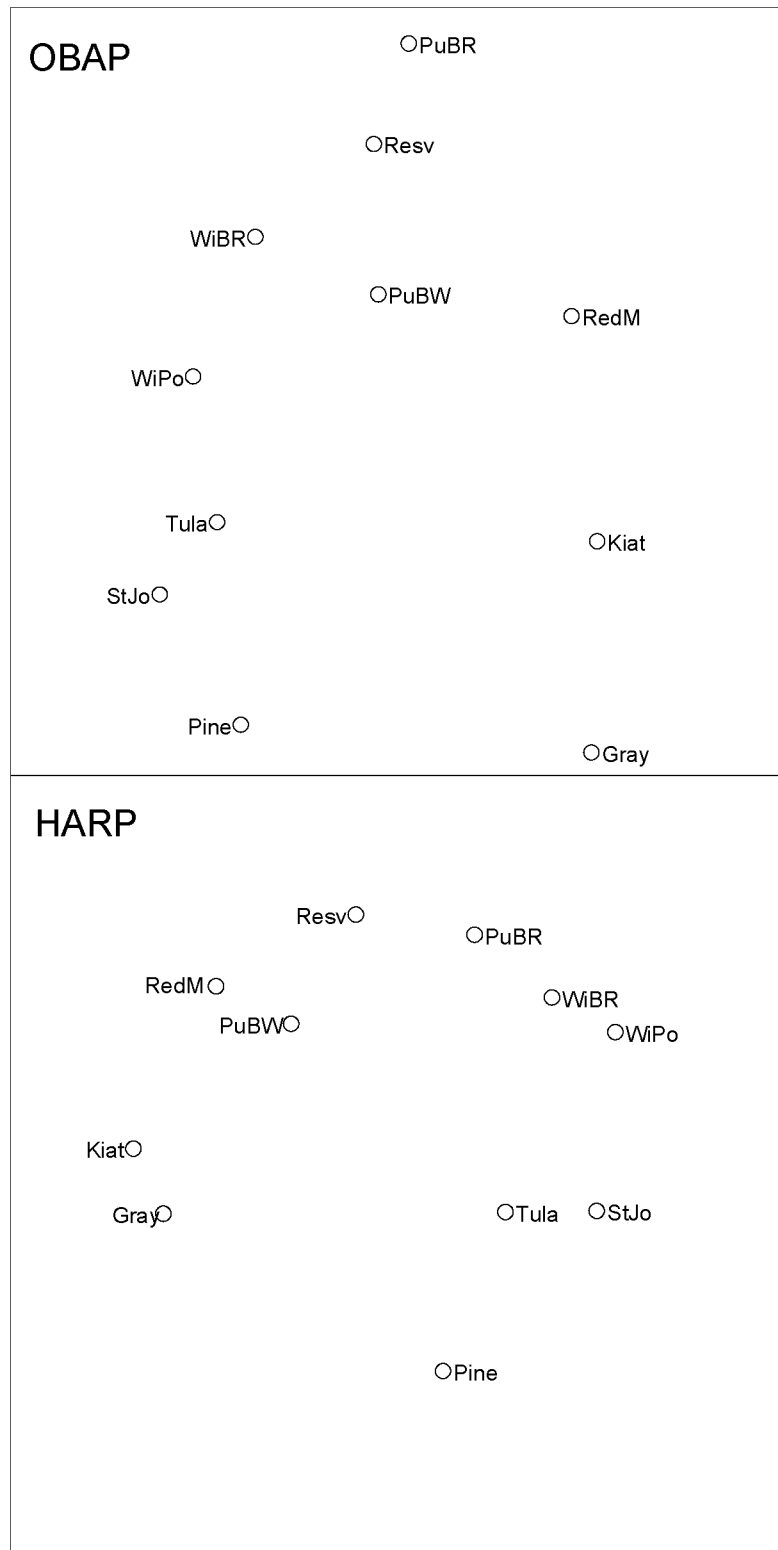 OBAP
PuBR
Resv
WiBR
PuBW
RedM
WiPo
Tula
Kiat
StJo
Pine
Gray
HARP
Resv
PuBR
RedM
WiBR
PuBW
WiPo
Kiat
Gray
Tula
StJo
Pine